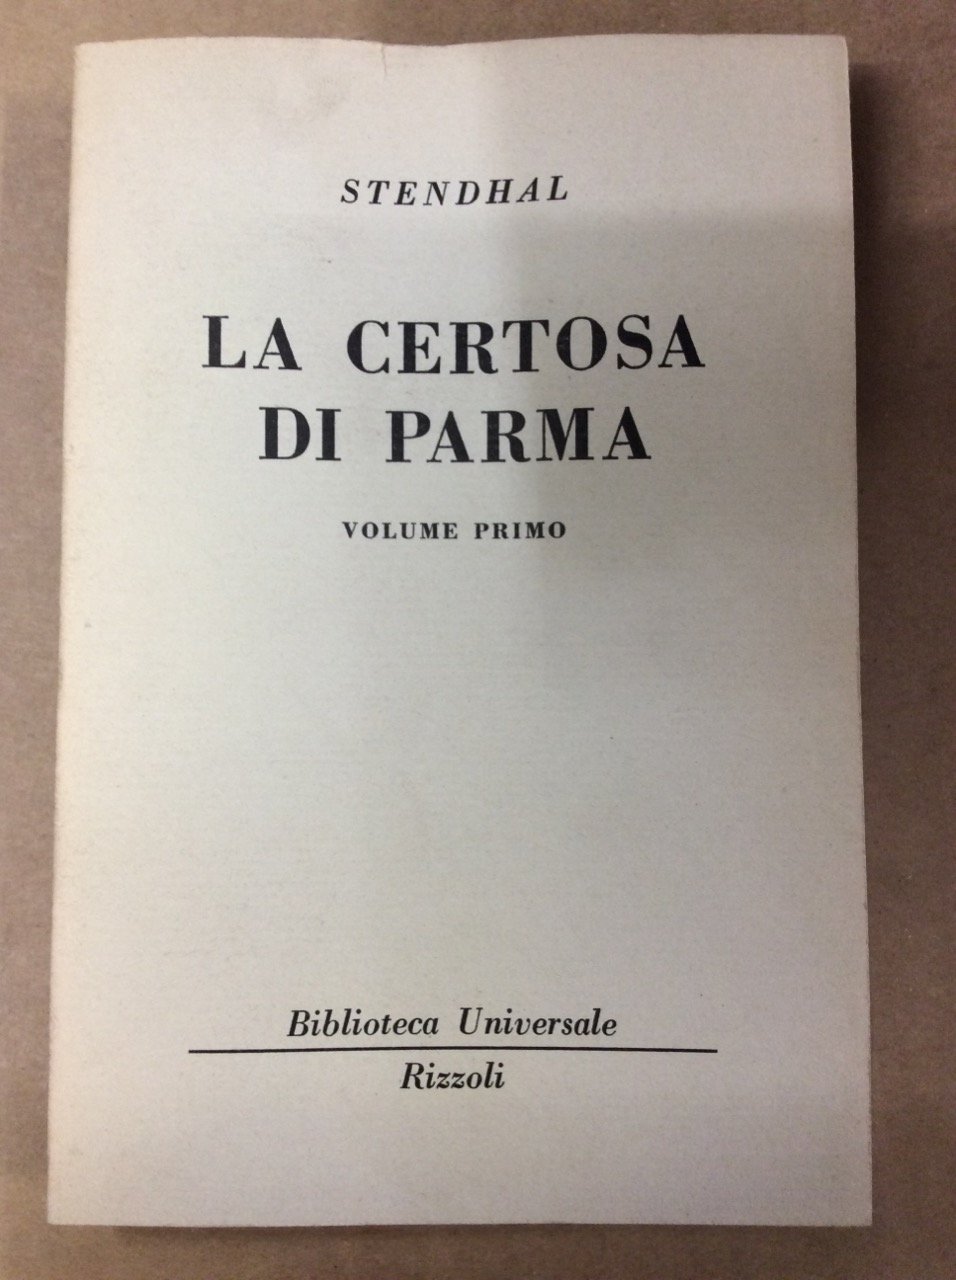 STENDHAL
LA CERTOSA
DI PARMA
VOLUME PRIMO
Biblioteca Universale
Rizzoli